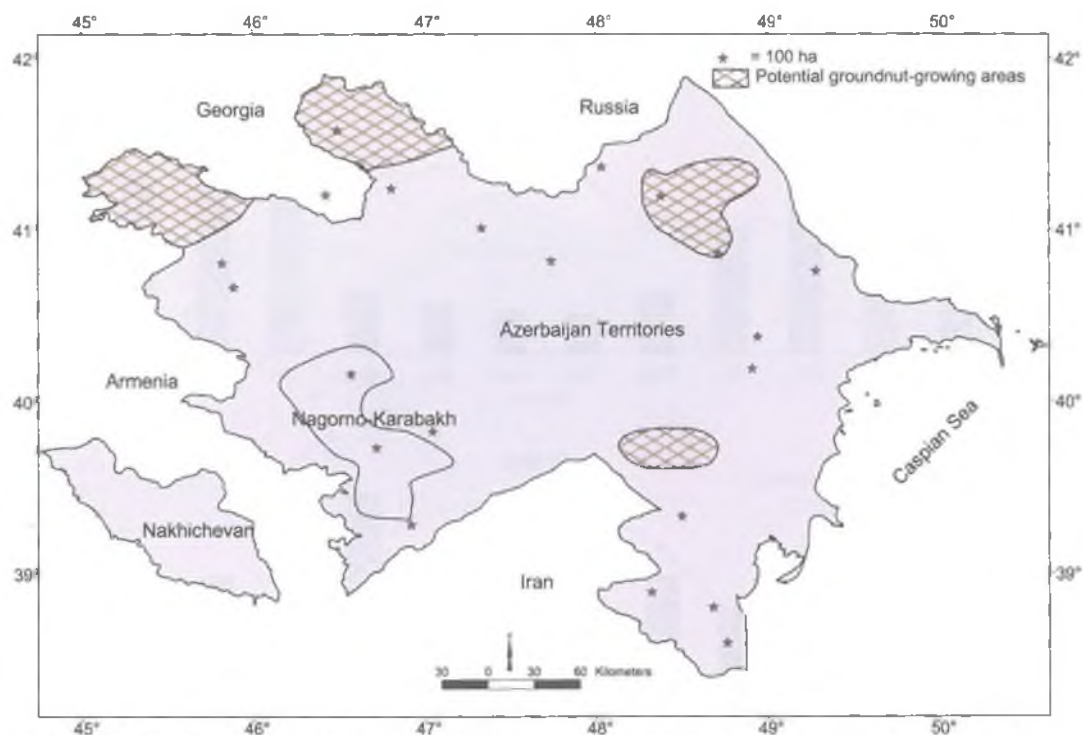 45° 46° 47° 48° 49° 50°
42° 42°
= 100 ha
Potential groundnut-growing areas
Georgia Russia
41° 41°
Azerbaijan Territories
Armenia
40° Nagorno-Karabakh 40°
Caspian Sea
Nakhichevan
39° Iran 39°
30 0 30 60 Kilometers
45° 46° 47° 48° 49° 50°